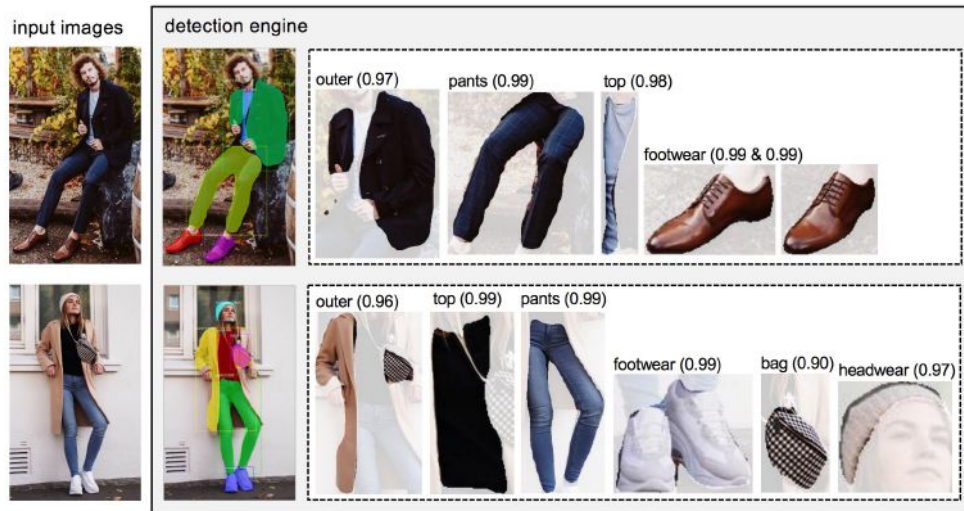 input images
detection engine
outer (0.97)
pants (0.99)
top (0.98)
footwear (0.99 & 0.99)
outer (0.96)
top (0.99)
pants (0.99)
footwear (0.99)
bag (0.90)
headwear (0.97)